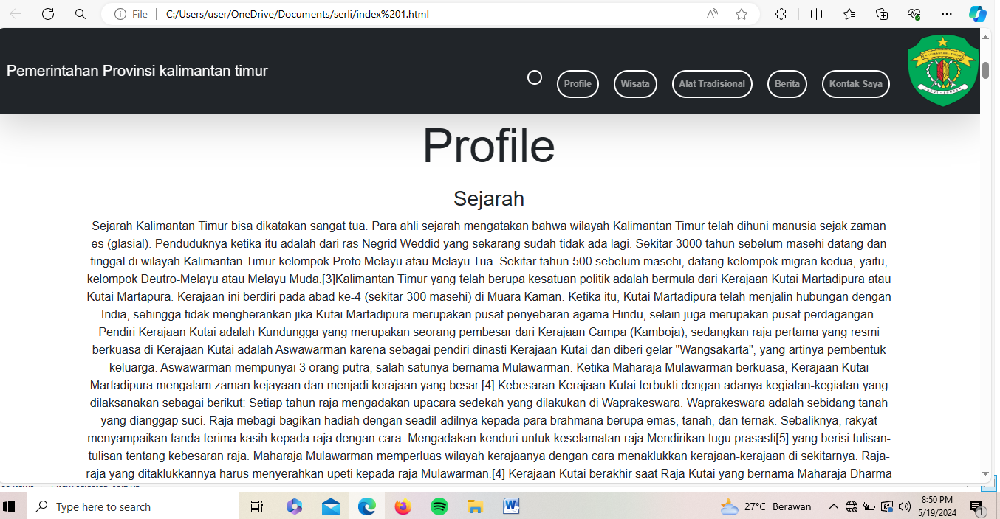 File
C:/Users/user/OneDrive/Documents/serli/index%201.html
Pemerintahan Provinsi kalimantan timur
Profile
Wisata
Alat Tradisional
Berita
Kontak Saya
KALIMANTAN - TIMUR
Profile
Sejarah
Sejarah Kalimantan Timur bisa dikatakan sangat tua. Para ahli sejarah mengatakan bahwa wilayah Kalimantan Timur telah dihuni manusia sejak zaman
es (glasial). Penduduknya ketika itu adalah dari ras Negrid Weddid yang sekarang sudah tidak ada lagi. Sekitar 3000 tahun sebelum masehi datang dan
tinggal di wilayah Kalimantan Timur kelompok Proto Melayu atau Melayu Tua. Sekitar tahun 500 sebelum masehi, datang kelompok migran kedua, yaitu,
kelompok Deutro-Melayu atau Melayu Muda.[3]Kalimantan Timur yang telah berupa kesatuan politik adalah bermula dari Kerajaan Kutai Martadipura atau
Kutai Martapura. Kerajaan ini berdiri pada abad ke-4 (sekitar 300 masehi) di Muara Kaman. Ketika itu, Kutai Martadipura telah menjalin hubungan dengan
India, sehingga tidak mengherankan jika Kutai Martadipura merupakan pusat penyebaran agama Hindu, selain juga merupakan pusat perdagangan.
Pendiri Kerajaan Kutai adalah Kundungga yang merupakan seorang pembesar dari Kerajaan Campa (Kamboja), sedangkan raja pertama yang resmi
berkuasa di Kerajaan Kutai adalah Aswawarman karena sebagai pendiri dinasti Kerajaan Kutai dan diberi gelar "Wangsakarta", yang artinya pembentuk
keluarga. Aswawarman mempunyai 3 orang putra, salah satunya bernama Mulawarman. Ketika Maharaja Mulawarman berkuasa, Kerajaan Kutai
Martadipura mengalam zaman kejayaan dan menjadi kerajaan yang besar.[4] Kebesaran Kerajaan Kutai terbukti dengan adanya kegiatan-kegiatan yang
dilaksanakan sebagai berikut: Setiap tahun raja mengadakan upacara sedekah yang dilakukan di Waprakeswara. Waprakeswara adalah sebidang tanah
yang dianggap suci. Raja mebagi-bagikan hadiah dengan seadil-adilnya kepada para brahmana berupa emas, tanah, dan ternak. Sebaliknya, rakyat
menyampaikan tanda terima kasih kepada raja dengan cara: Mengadakan kenduri untuk keselamatan raja Mendirikan tugu prasasti[5] yang berisi tulisan-
tulisan tentang kebesaran raja. Maharaja Mulawarman memperluas wilayah kerajaanya dengan cara menaklukkan kerajaan-kerajaan di sekitarnya. Raja-
raja yang ditaklukkannya harus menyerahkan upeti kepada raja Mulawarman.[4] Kerajaan Kutai berakhir saat Raja Kutai yang bernama Maharaja Dharma
Type here to search
27°C Berawan
8:50 PM
5/19/2024
1